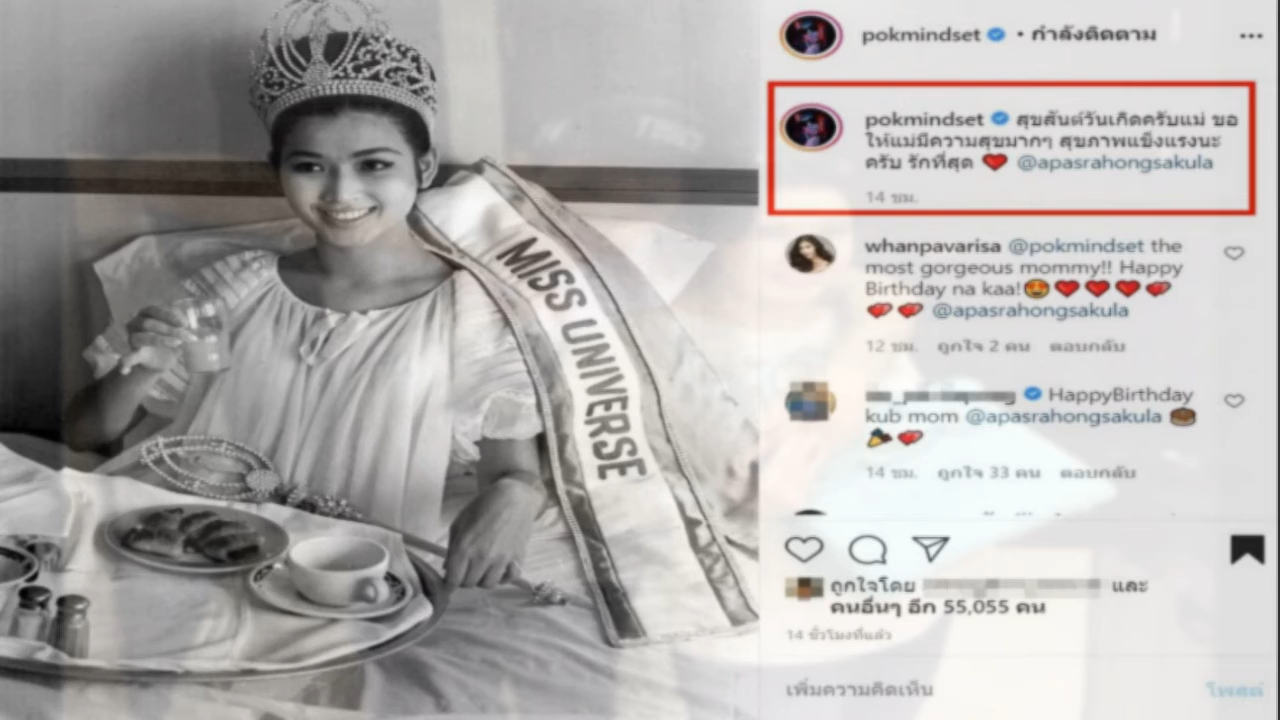 MISS UNIVERSE
pokmindset • กำลังติดตาม
pokmindset สุขสันต์วันเกิดครับแม่ ขอ
ให้แม่มีความสุขมากๆ สุขภาพแข็งแรงนะ
ครับ รักที่สุด ❤️ @apasrahongsakula
14 ชม.
whanpavarisa @pokmindset the
most gorgeous mommy!! Happy
Birthday na kaa!🤩❤️❤️❤️💕
💕💕 @apasrahongsakula
12 ชม. ถูกใจ 2 คน ตอบกลับ
HappyBirthday
kub mom @apasrahongsakula 🎂
🎉💕
14 ชม. ถูกใจ 33 คน ตอบกลับ
ถูกใจโดย และ
คนอื่นๆ อีก 55,055 คน
14 ชั่วโมงที่แล้ว
เพิ่มความคิดเห็น โพสต์